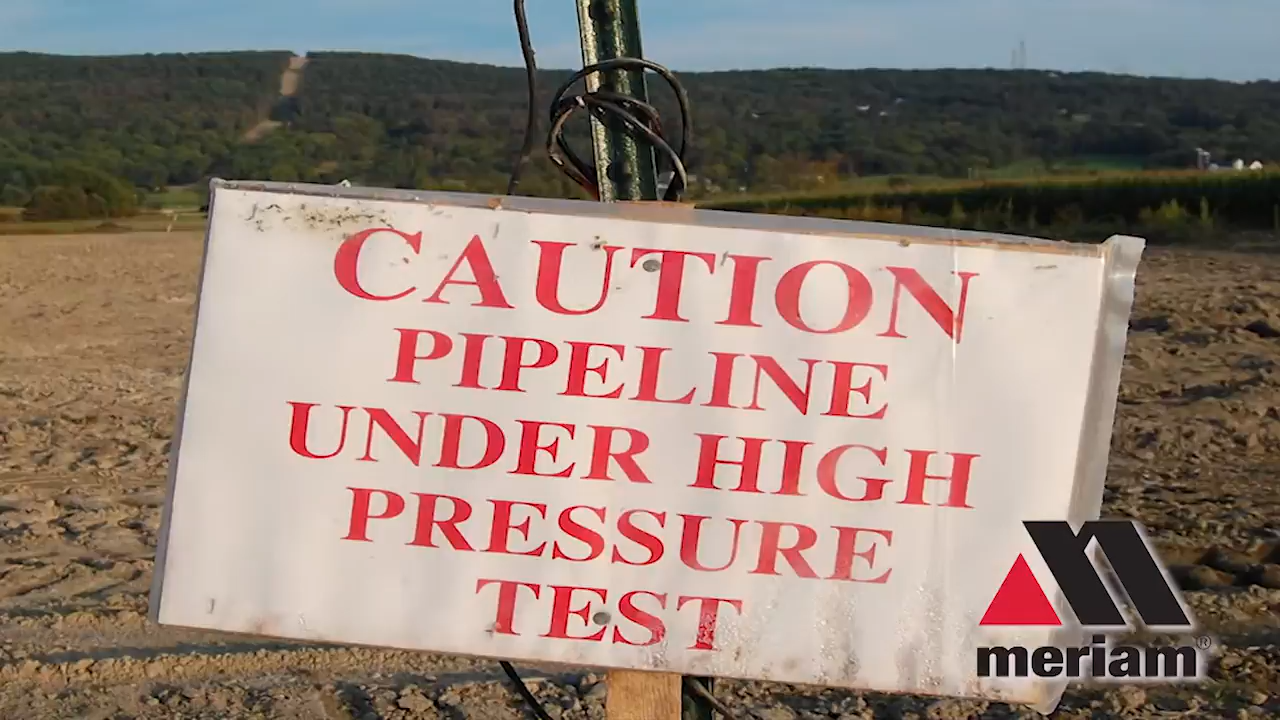 CAUTION
PIPELINE
UNDER HIGH
PRESSURE
TEST
meriam®